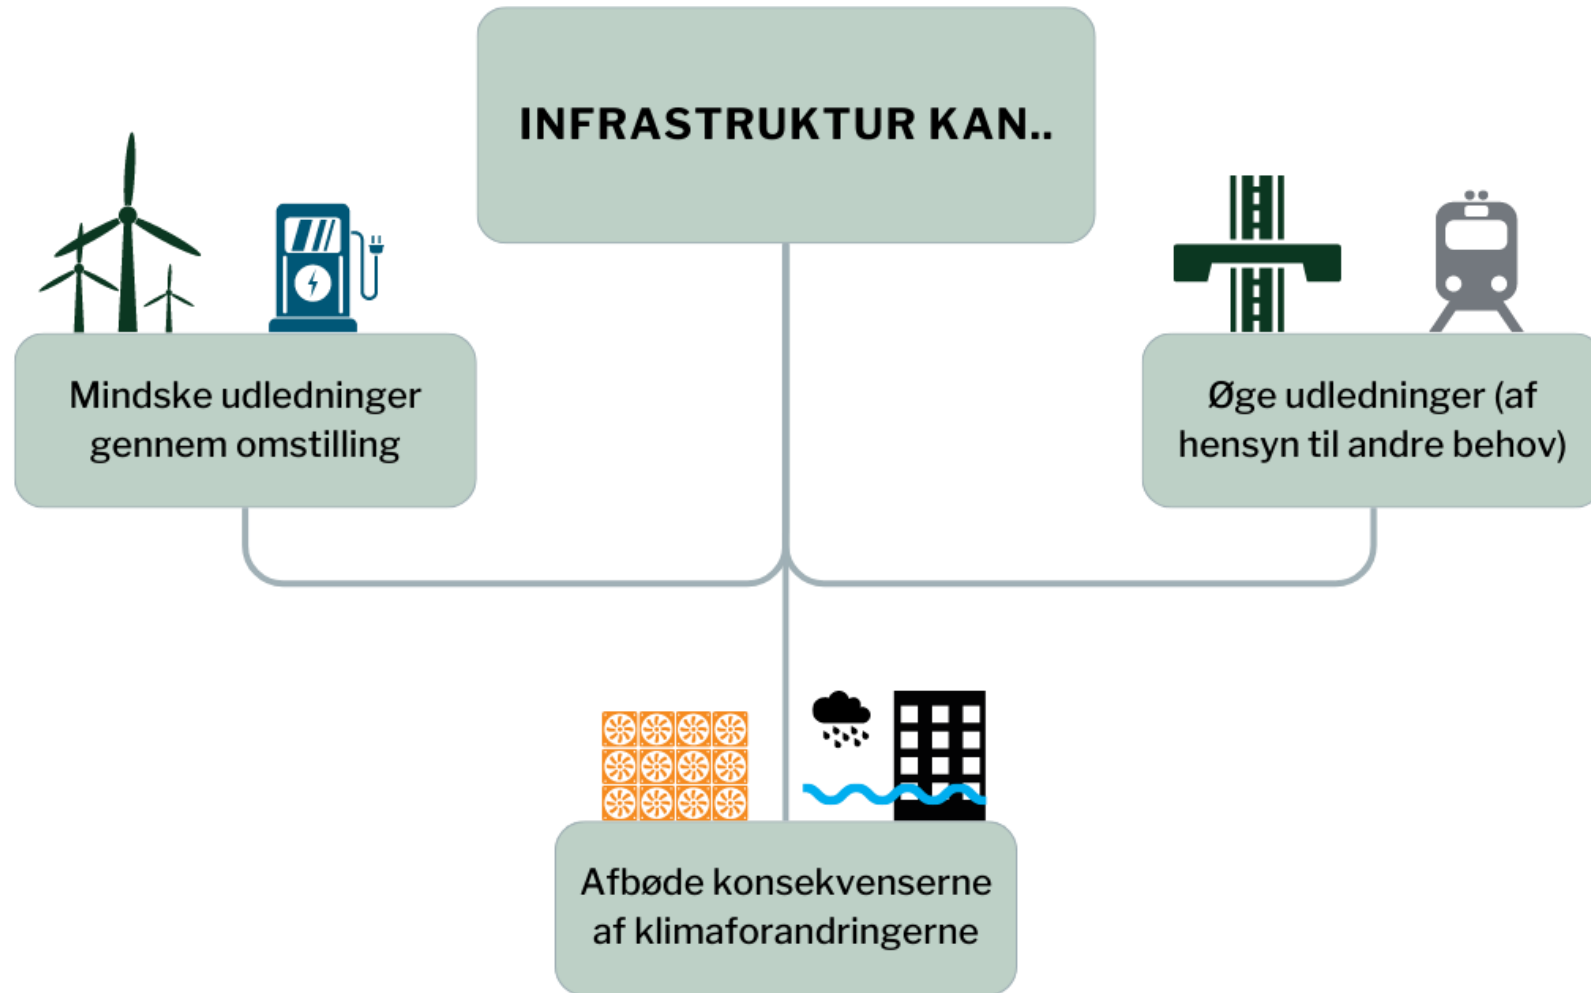 INFRASTRUKTUR KAN..
Mindske udledninger
gennem omstilling
Øge udledninger (af
hensyn til andre behov)
Afbøde konsekvenserne
af klimaforandringerne